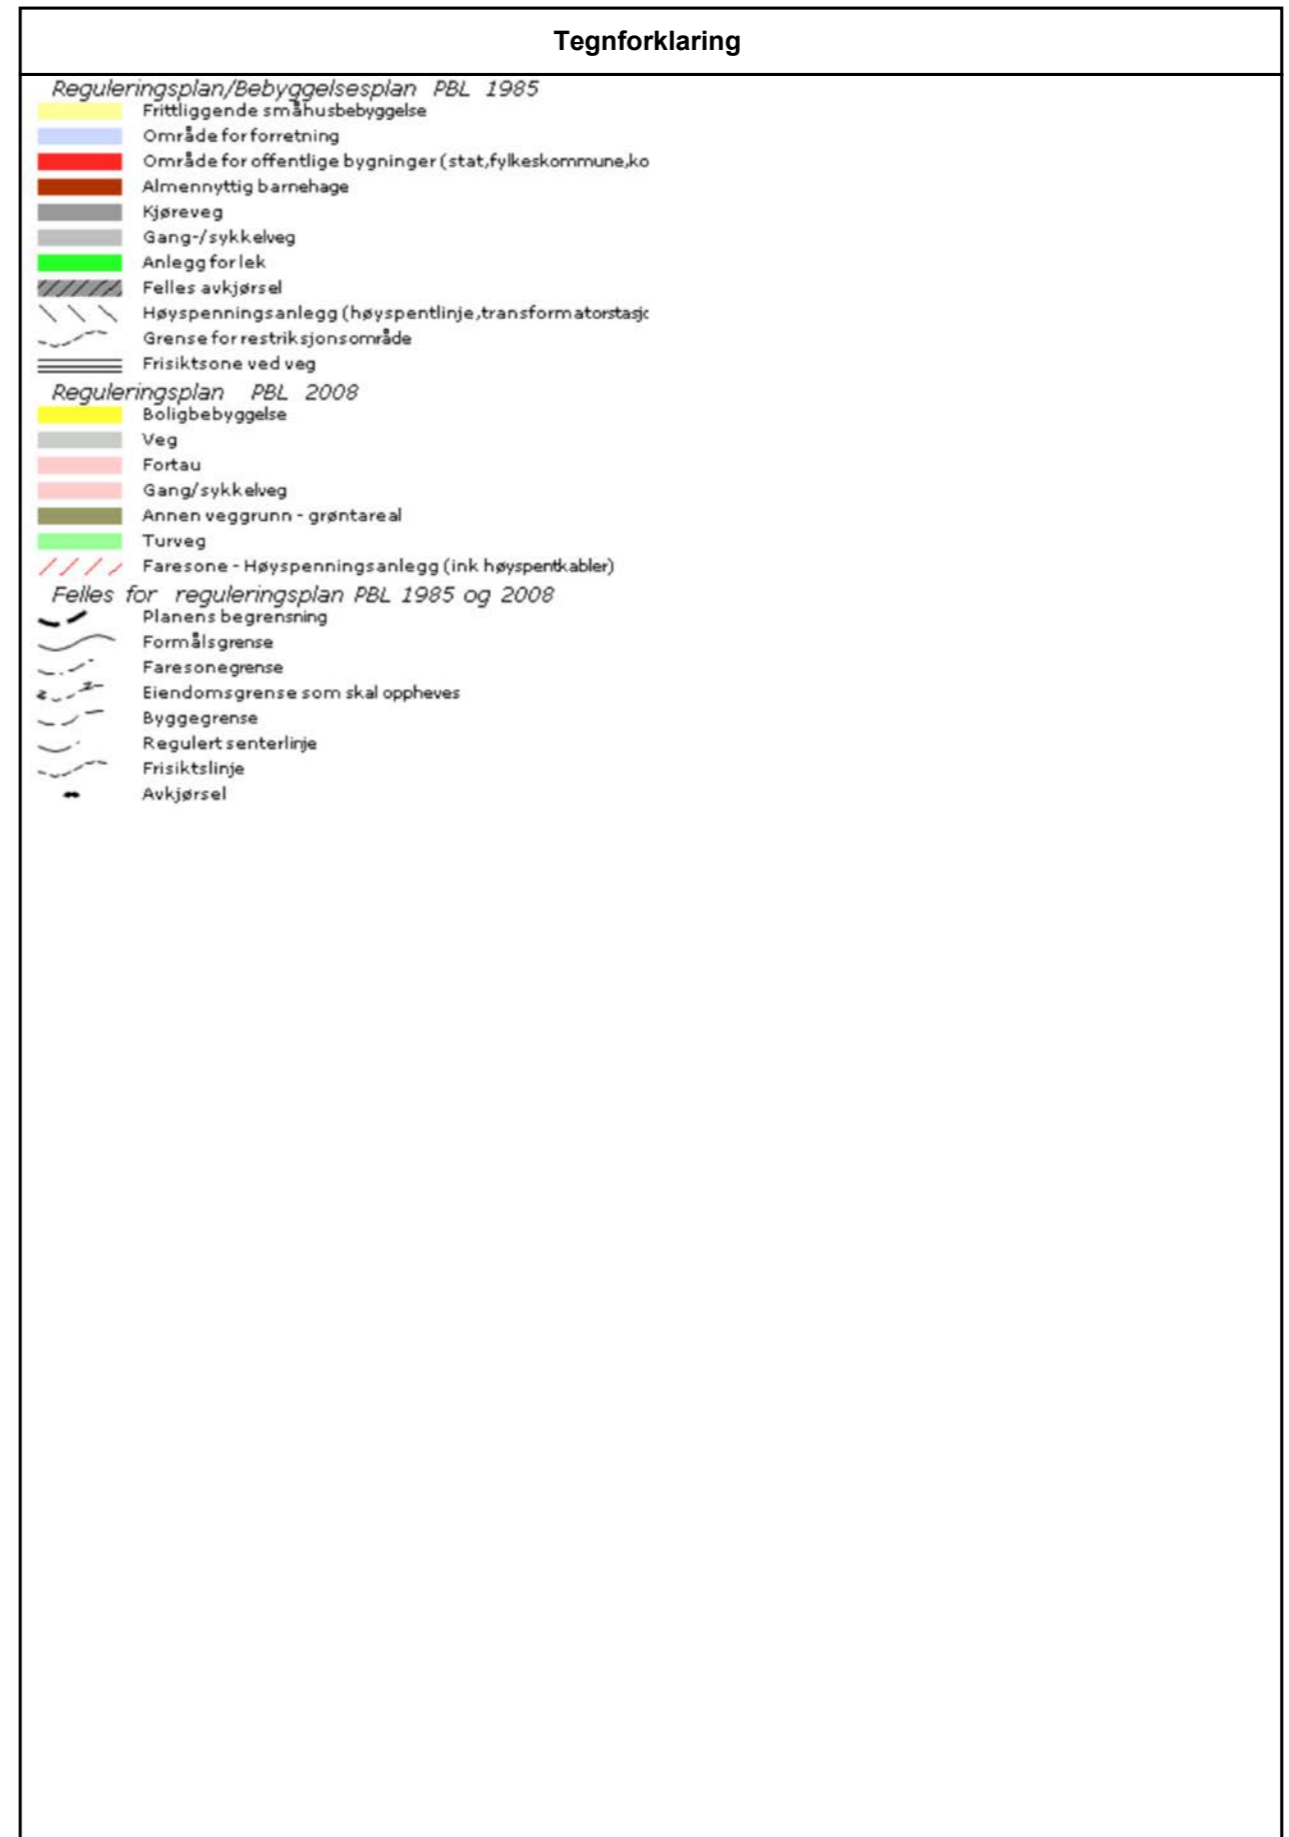 Tegnforklaring
Reguleringsplan/Bebyggelsesplan PBL 1985
Frittliggende småhusbebyggelse
Område for forretning
Område for offentlige bygninger (stat,fylkeskommune,ko
Almennyttig barnehage
Kjøreveg
Gang-/sykkelveg
Anlegg for lek
Felles avkjørsel
Høyspenningsanlegg (høyspentlinje,transformatorstasjo
Grense for restriksjonsområde
Frisiktsone ved veg
Reguleringsplan PBL 2008
Boligbebyggelse
Veg
Fortau
Gang/sykkelveg
Annen veggrunn - grøntareal
Turveg
Faresone - Høyspenningsanlegg (ink høyspentkabler)
Felles for reguleringsplan PBL 1985 og 2008
Planens begrensning
Formålsgrense
Faresonegrense
Eiendomsgrense som skal oppheves
Byggegrense
Regulert senterlinje
Frisiktslinje
Avkjørsel